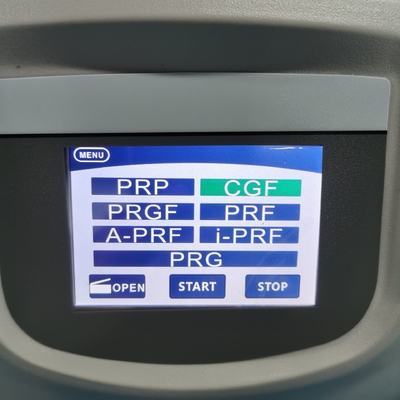 MENU
PRP CGF
PRGF PRF
A-PRF i-PRF
PRG
OPEN START STOP